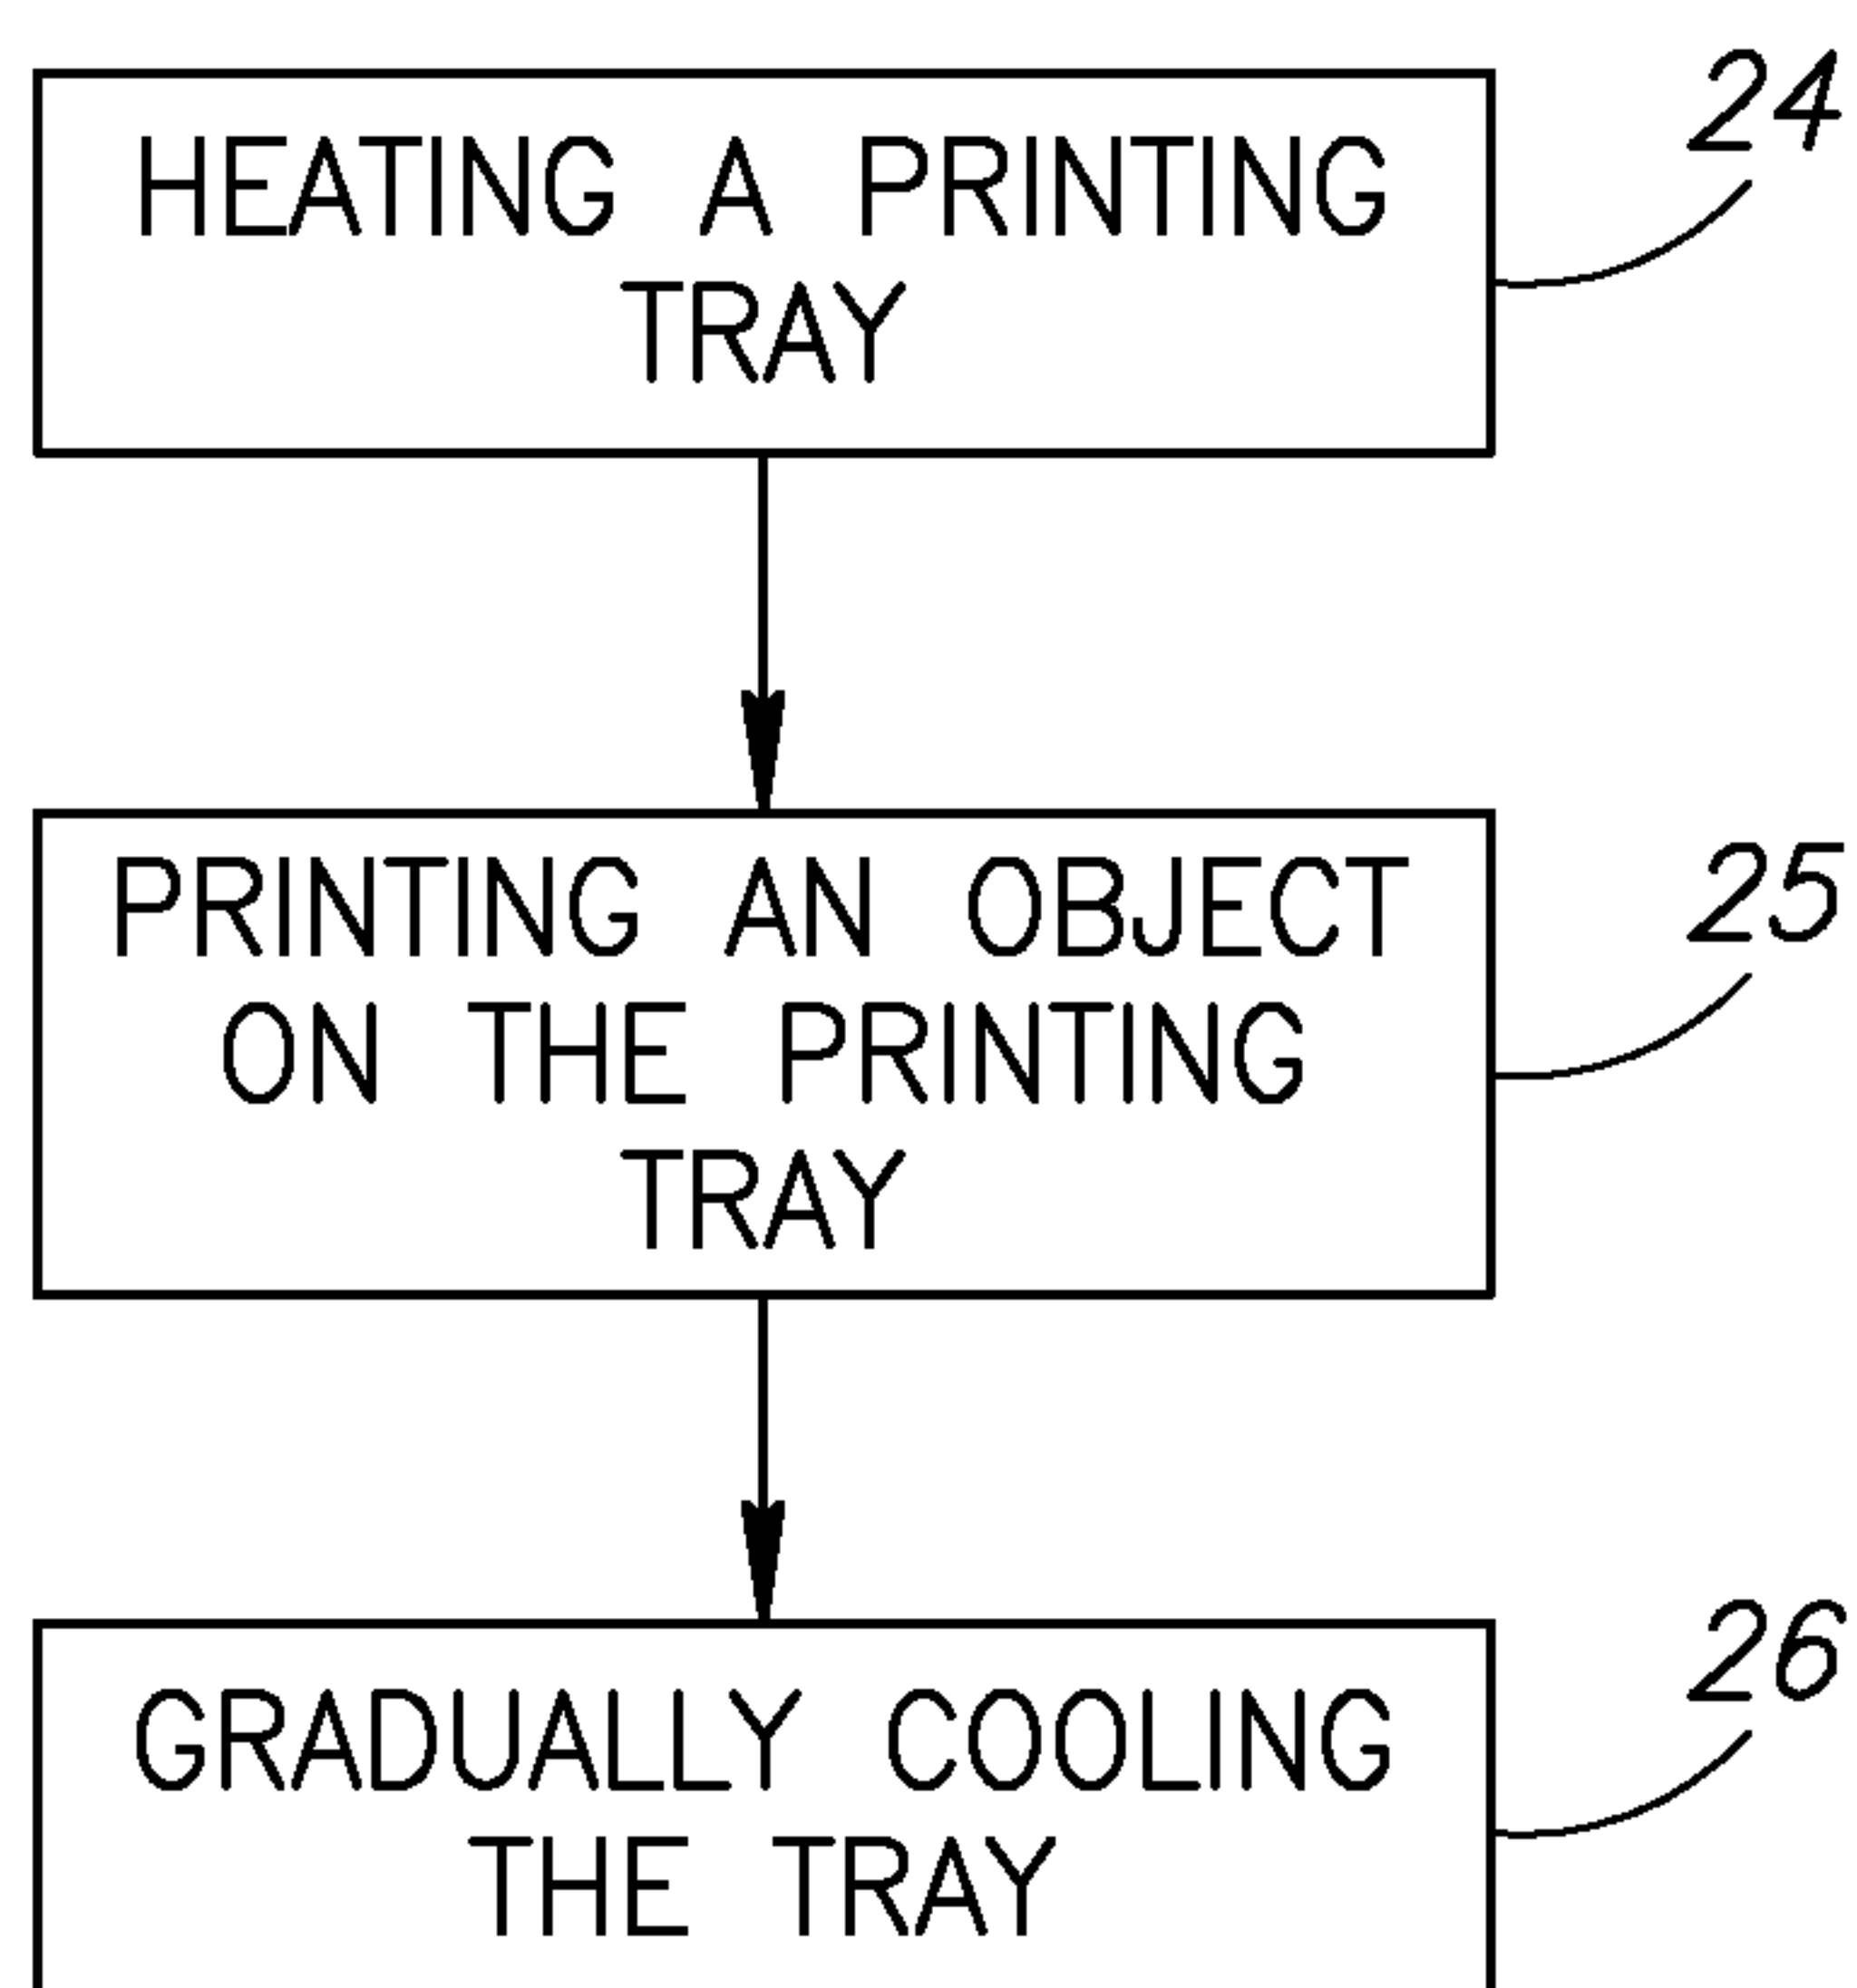 24
HEATING A PRINTING
TRAY
25
PRINTING AN OBJECT
ON THE PRINTING
TRAY
26
GRADUALLY COOLING
THE TRAY